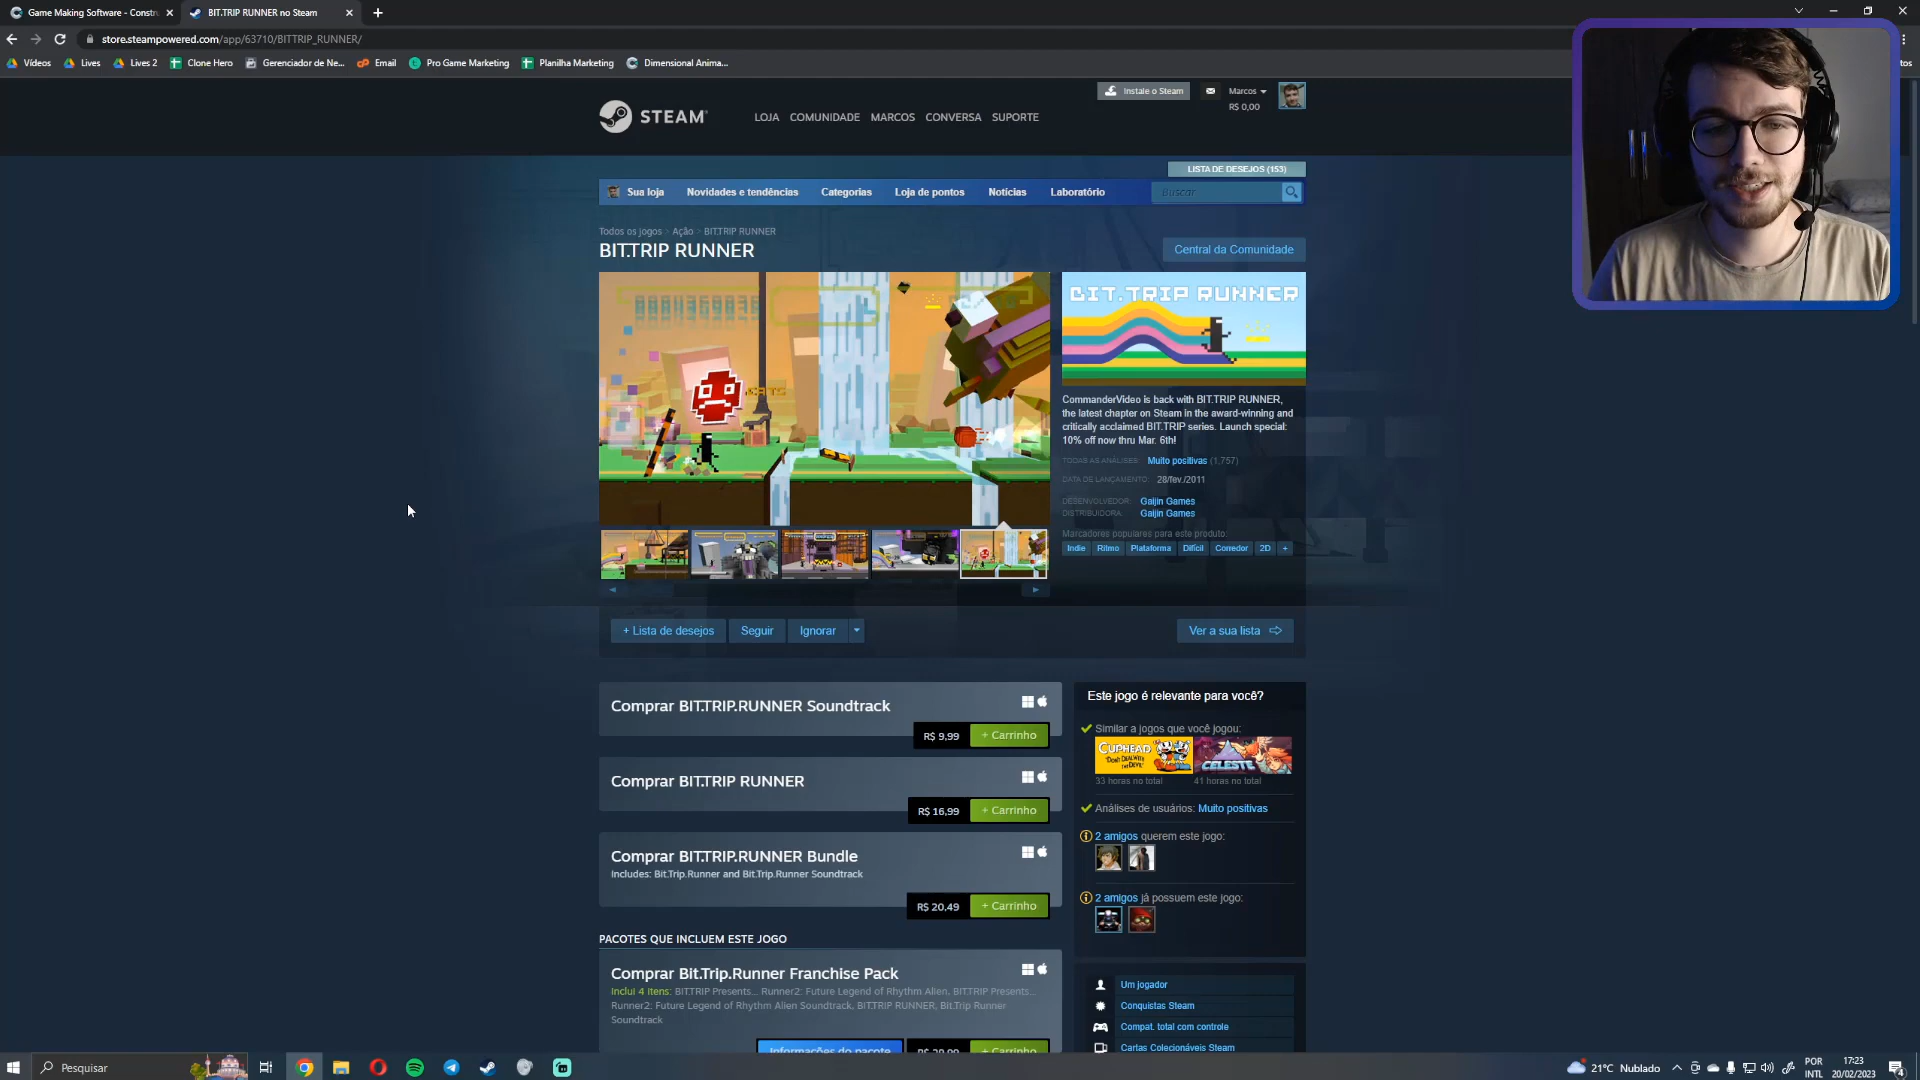 Game Making Software - Constr
BIT.TRIP RUNNER no Steam
store.steampowered.com/app/63710/BITTRIP_RUNNER/
Vídeos
Lives
Lives 2
Clone Hero
Gerenciador de Ne...
Email
Pro Game Marketing
Planilha Marketing
Dimensional Anima...
tos
Instale o Steam
Marcos
R$ 0,00
STEAM
LOJA COMUNIDADE MARCOS CONVERSA SUPORTE
LISTA DE DESEJOS (153)
Sua loja Novidades e tendências Categorias Loja de pontos Notícias Laboratório Buscar
Todos os jogos > Ação > BIT.TRIP RUNNER
BIT.TRIP RUNNER
Central da Comunidade
BIT.TRIP RUNNER
CommanderVideo is back with BIT.TRIP RUNNER,
the latest chapter on Steam in the award-winning and
critically acclaimed BIT.TRIP series. Launch special:
10% off now thru Mar. 6th!
TODAS AS ANÁLISES: Muito positivas (1,757)
DATA DE LANÇAMENTO: 28/fev./2011
DESENVOLVEDOR: Gaijin Games
DISTRIBUIDORA: Gaijin Games
Marcadores populares para este produto:
Indie Ritmo Plataforma Difícil Corredor 2D +
+ Lista de desejos
Seguir
Ignorar
Ver a sua lista
Comprar BIT.TRIP.RUNNER Soundtrack
R$ 9,99 + Carrinho
Comprar BIT.TRIP RUNNER
R$ 16,99 + Carrinho
Comprar BIT.TRIP.RUNNER Bundle
Includes: Bit.Trip.Runner and Bit.Trip.Runner Soundtrack
R$ 20,49 + Carrinho
PACOTES QUE INCLUEM ESTE JOGO
Comprar Bit.Trip.Runner Franchise Pack
Inclui 4 itens: BIT.TRIP Presents... Runner2: Future Legend of Rhythm Alien, BIT.TRIP Presents...
Runner2: Future Legend of Rhythm Alien Soundtrack, BIT.TRIP RUNNER, Bit.Trip Runner
Soundtrack
Informações do pacote
+ Carrinho
Este jogo é relevante para você?
Similar a jogos que você jogou:
CUPHEAD
"DON'T DEAL WITH THE DEVIL"
CELESTE
33 horas no total
41 horas no total
Análises de usuários: Muito positivas
2 amigos querem este jogo:
2 amigos já possuem este jogo:
Um jogador
Conquistas Steam
Compat. total com controle
Cartas Colecionáveis Steam
Pesquisar
21°C Nublado
POR
INTL
17:23
20/02/2023
4